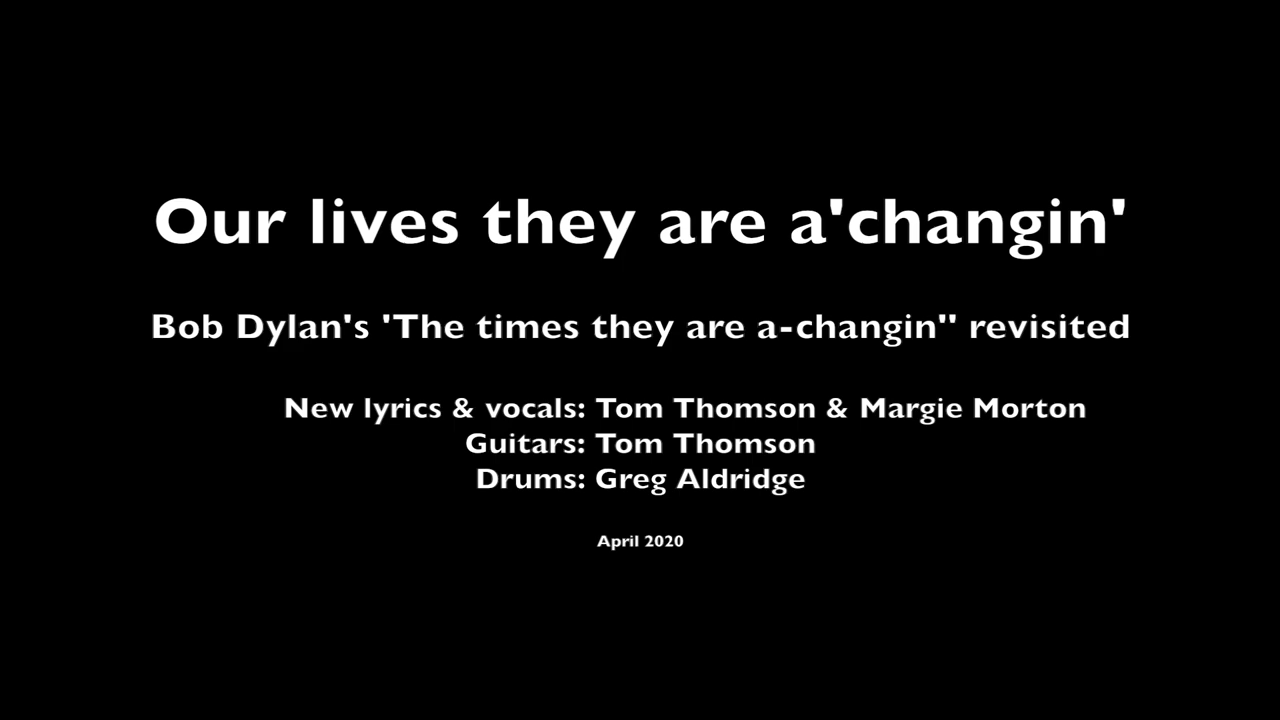 Our lives they are a'changin'
Bob Dylan's 'The times they are a-changin'' revisited
New lyrics & vocals: Tom Thomson & Margie Morton
Guitars: Tom Thomson
Drums: Greg Aldridge
April 2020